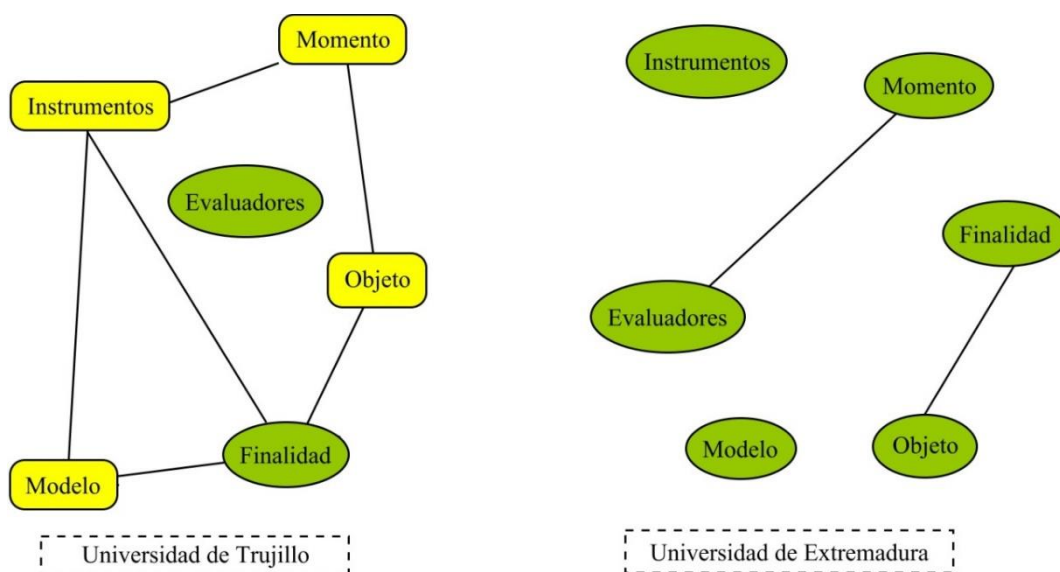 Momento
Instrumentos
Evaluadores
Objeto
Finalidad
Modelo
Universidad de Trujillo
Instrumentos
Momento
Finalidad
Evaluadores
Modelo
Objeto
Universidad de Extremadura